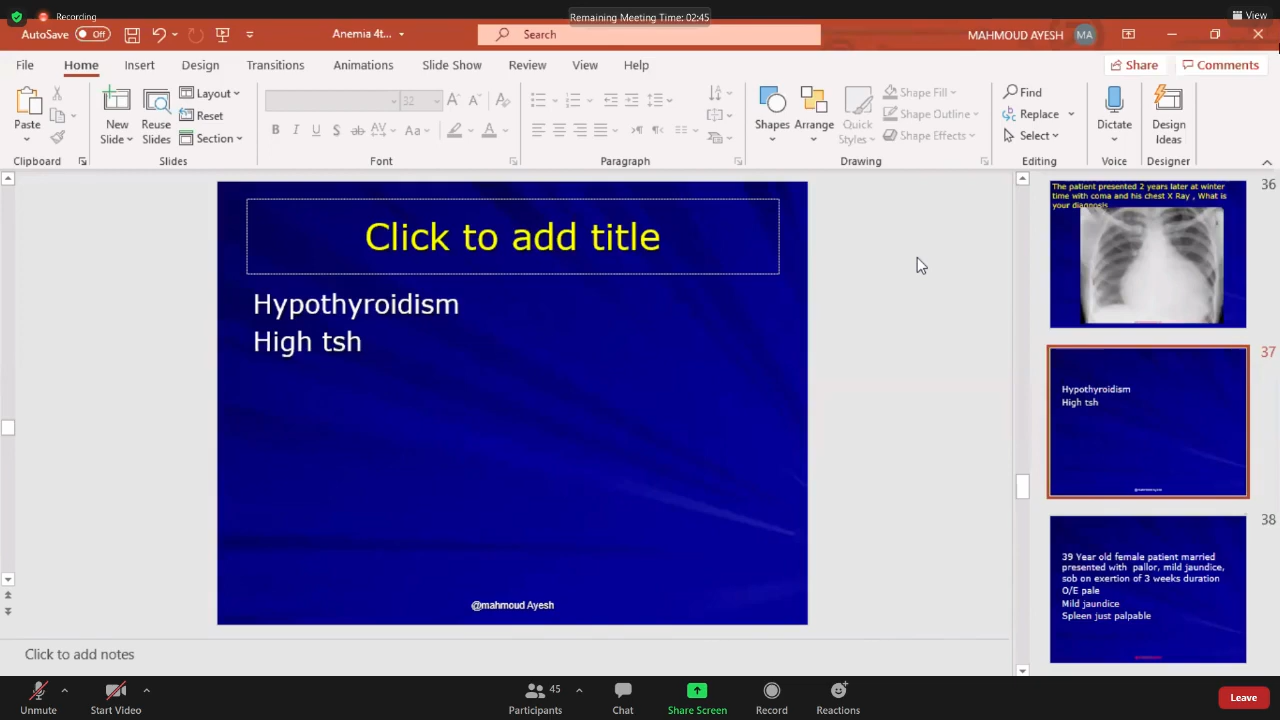 Recording
Remaining Meeting Time: 02:45
View
AutoSave
Off
Anemia 4t...
Search
MAHMOUD AYESH
MA
File
Home
Insert
Design
Transitions
Animations
Slide Show
Review
View
Help
Share
Comments
Paste
New
Slide
Reuse
Slides
Layout
Reset
Section
32
Shapes
Arrange
Quick
Styles
Shape Fill
Shape Outline
Shape Effects
Find
Replace
Select
Dictate
Design
Ideas
Clipboard
Slides
Font
Paragraph
Drawing
Editing
Voice
Designer
Click to add title
Hypothyroidism
High tsh
@mahmoud Ayesh
Click to add notes
36
The patient presented 2 years later at winter
time with coma and his chest X Ray , What is
your diagnosis
37
Hypothyroidism
High tsh
@mahmoud Ayesh
38
39 Year old female patient married
presented with pallor, mild jaundice,
sob on exertion of 3 weeks duration
O/E pale
Mild jaundice
Spleen just palpable
Unmute
Start Video
45
Participants
Chat
Share Screen
Record
Reactions
Leave